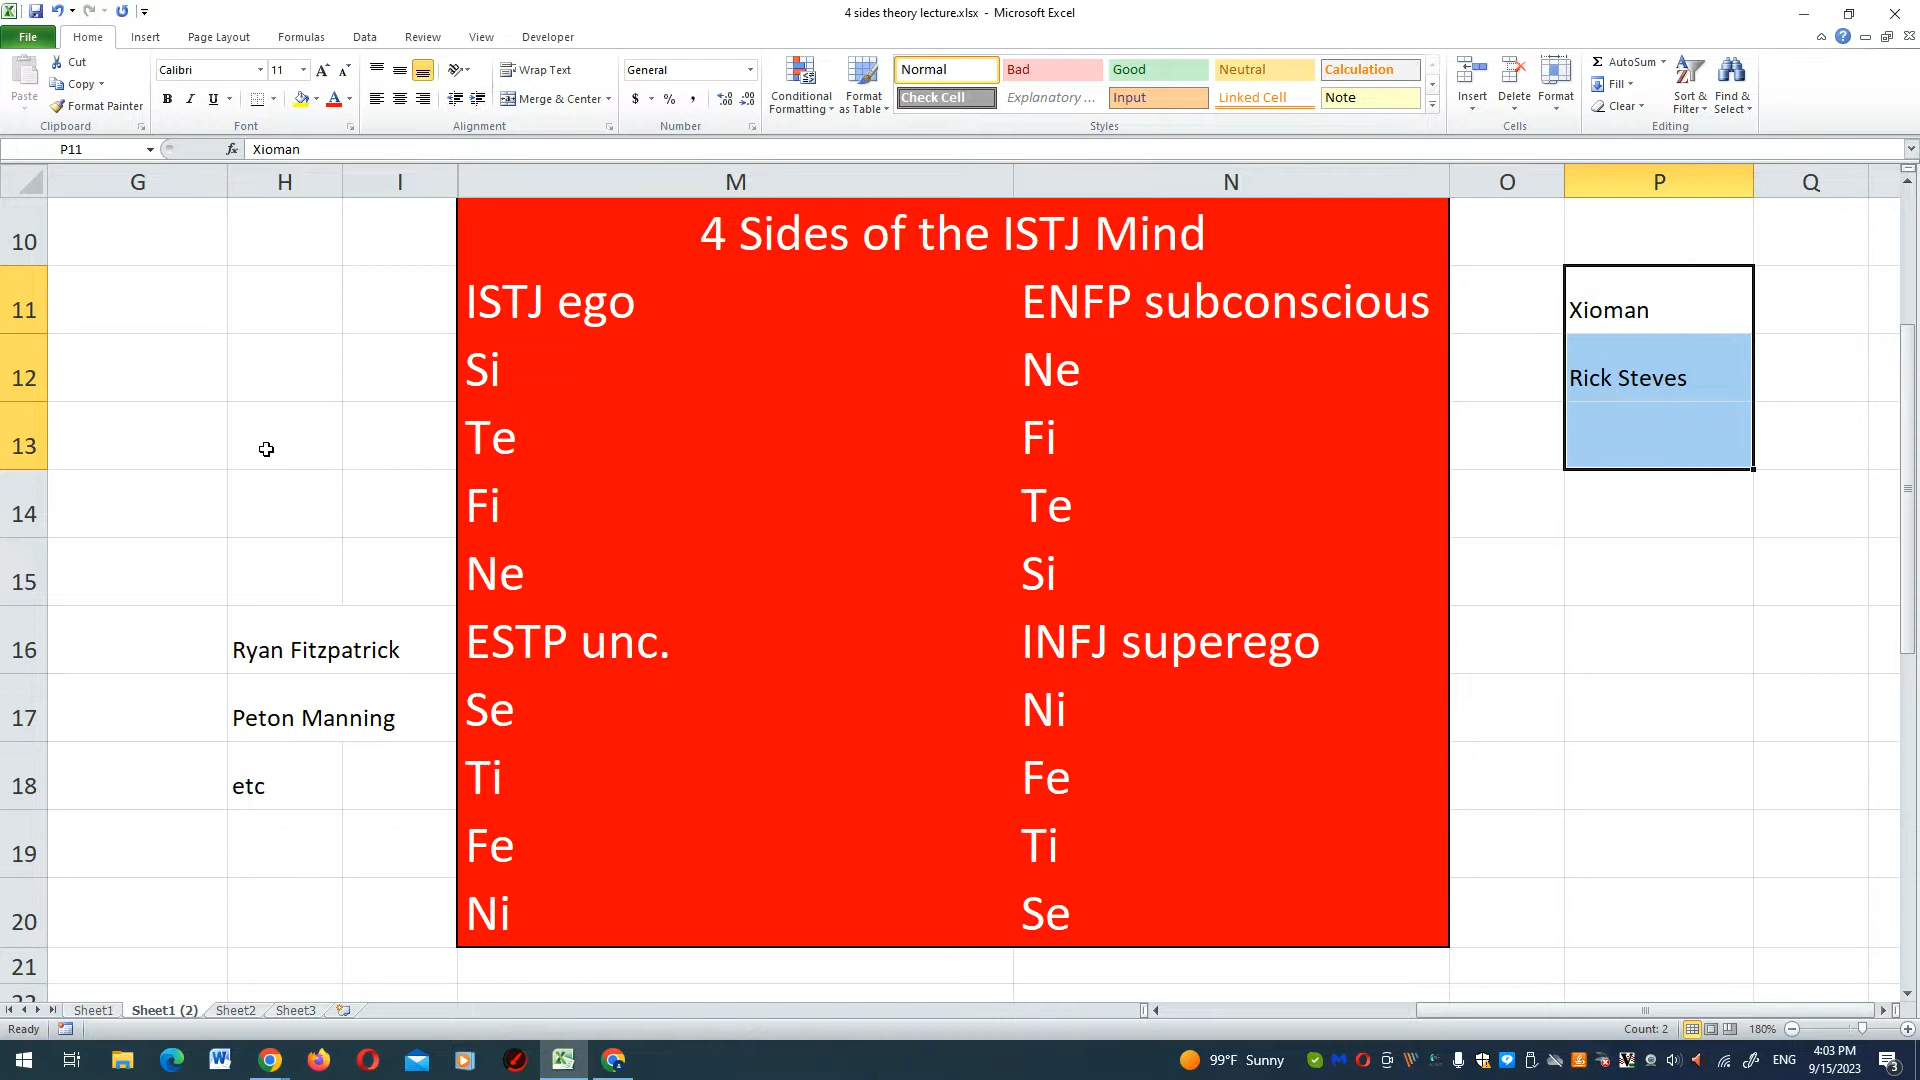 4 sides theory lecture.xlsx - Microsoft Excel
File Home Insert Page Layout Formulas Data Review View Developer
Paste
Cut
Copy
Format Painter
Clipboard
Calibri 11
B I U
Font
Wrap Text
Merge & Center
Alignment
General
$ % ,
Number
Conditional Formatting
Format as Table
Normal Bad Good Neutral Calculation
Check Cell Explanatory ... Input Linked Cell Note
Styles
Insert Delete Format
Cells
AutoSum
Fill
Clear
Sort & Filter
Find & Select
Editing
P11 fx Xioman
G H I M N O P Q
10 4 Sides of the ISTJ Mind
11 ISTJ ego ENFP subconscious Xioman
12 Si Ne Rick Steves
13 Te Fi
14 Fi Te
15 Ne Si
16 Ryan Fitzpatrick ESTP unc. INFJ superego
17 Peton Manning Se Ni
18 etc Ti Fe
19 Fe Ti
20 Ni Se
21
Sheet1 Sheet1 (2) Sheet2 Sheet3
Ready Count: 2 180%
99°F Sunny ENG 4:03 PM
9/15/2023 3